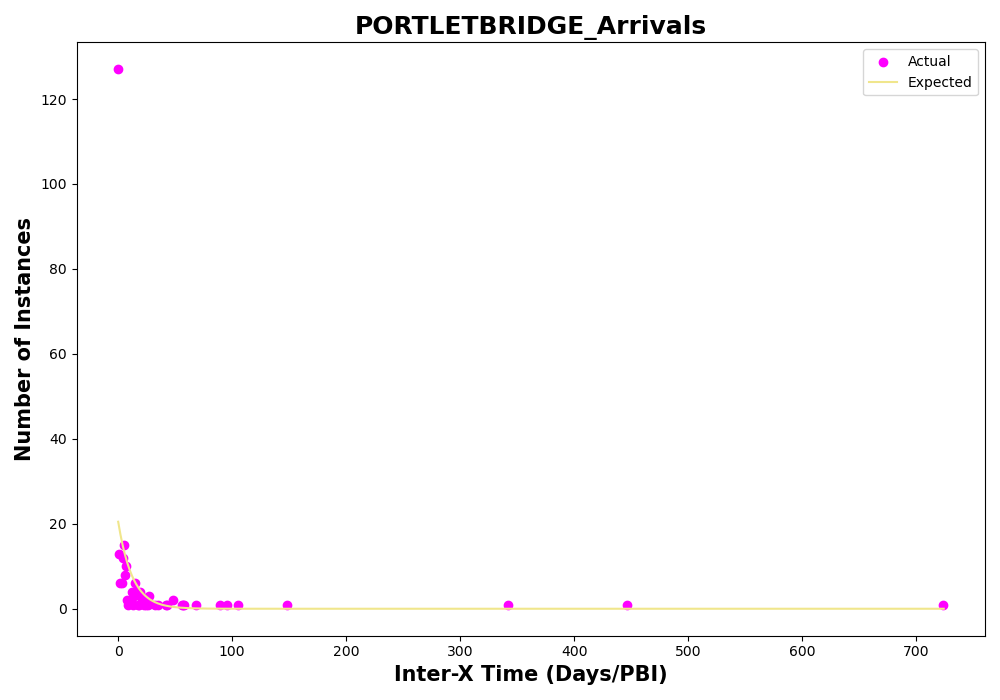 PORTLETBRIDGE_Arrivals
Actual
Expected
Number of Instances
120
100
80
60
40
20
0
0 100 200 300 400 500 600 700
Inter-X Time (Days/PBI)